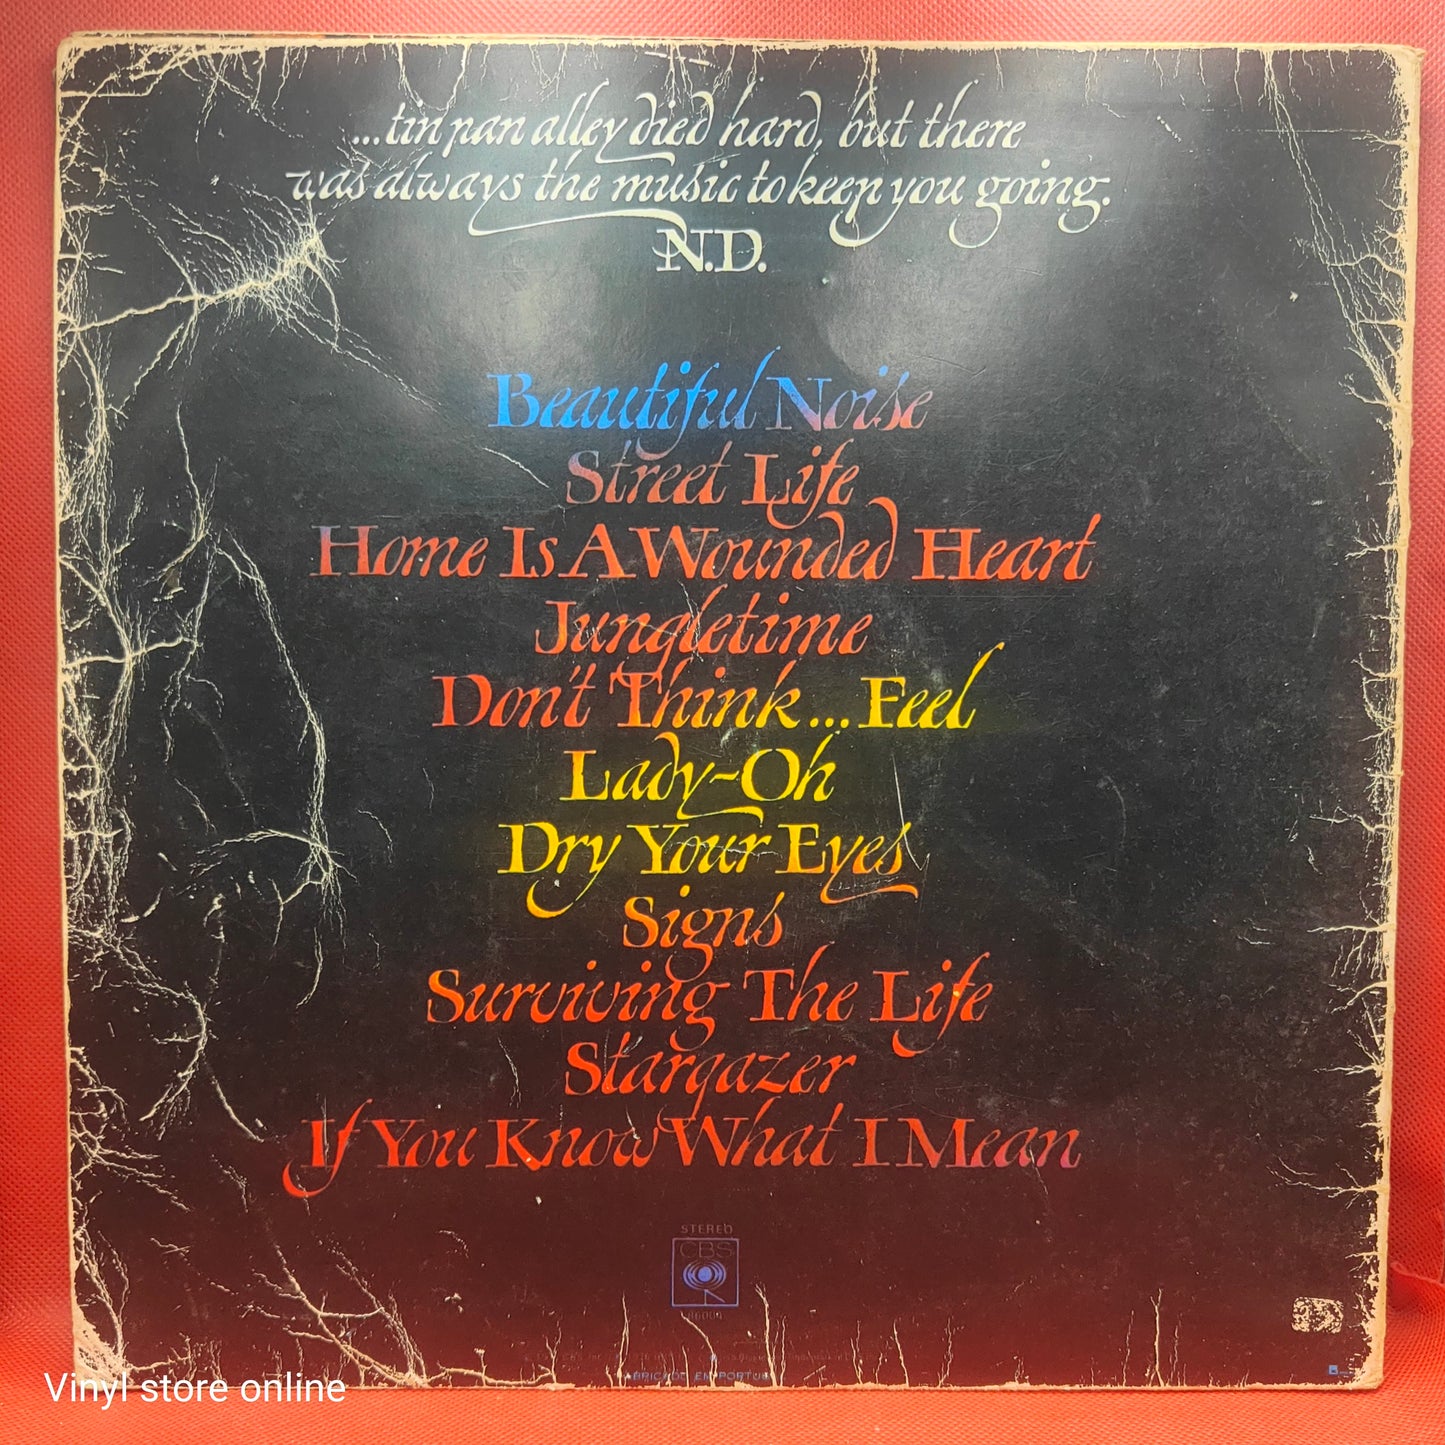 ...tin pan alley died hard, but there
was always the music to keep you going.
N.D.
Beautiful Noise
Street Life
Home Is A Wounded Heart
Jungletime
Don't Think... Feel
Lady-Oh
Dry Your Eyes
Signs
Surviving The Life
Stargazer
If You Know What I Mean
STEREO
CBS
86004
Vinyl store online